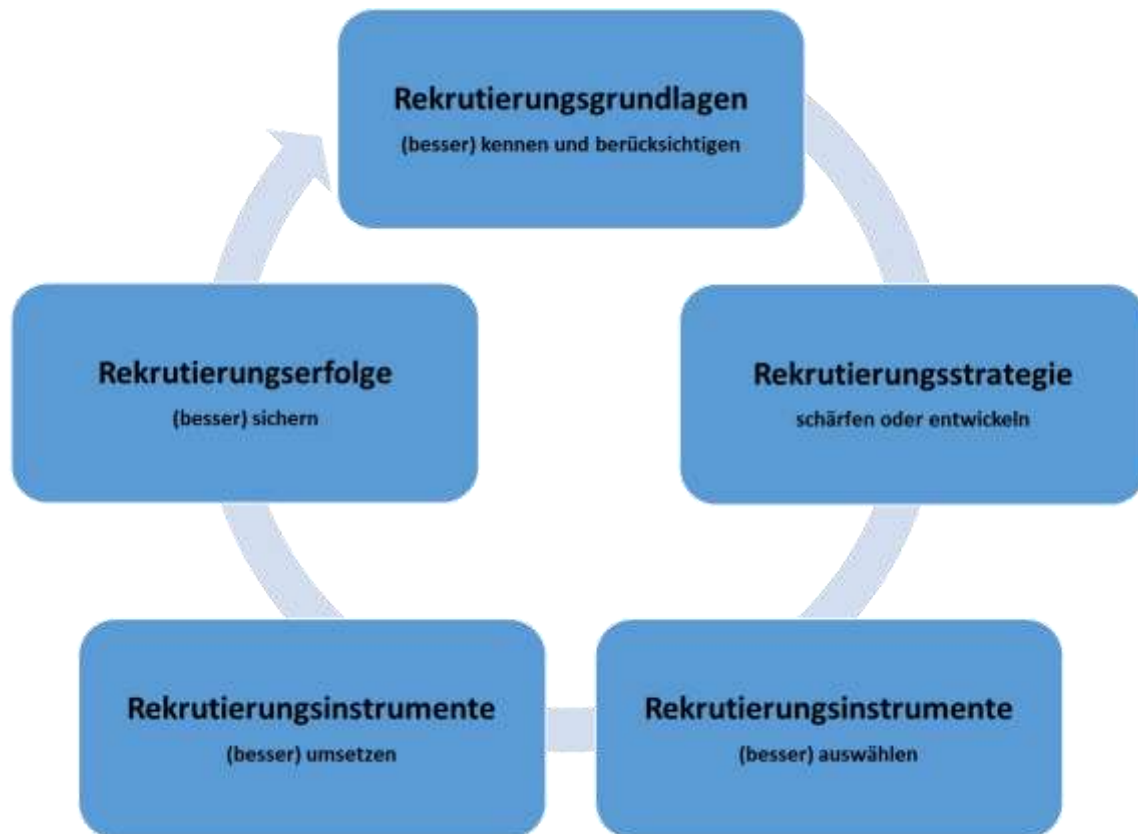 Rekrutierungsgrundlagen
(besser) kennen und berücksichtigen
Rekrutierungsstrategie
schärfen oder entwickeln
Rekrutierungsinstrumente
(besser) auswählen
Rekrutierungsinstrumente
(besser) umsetzen
Rekrutierungserfolge
(besser) sichern